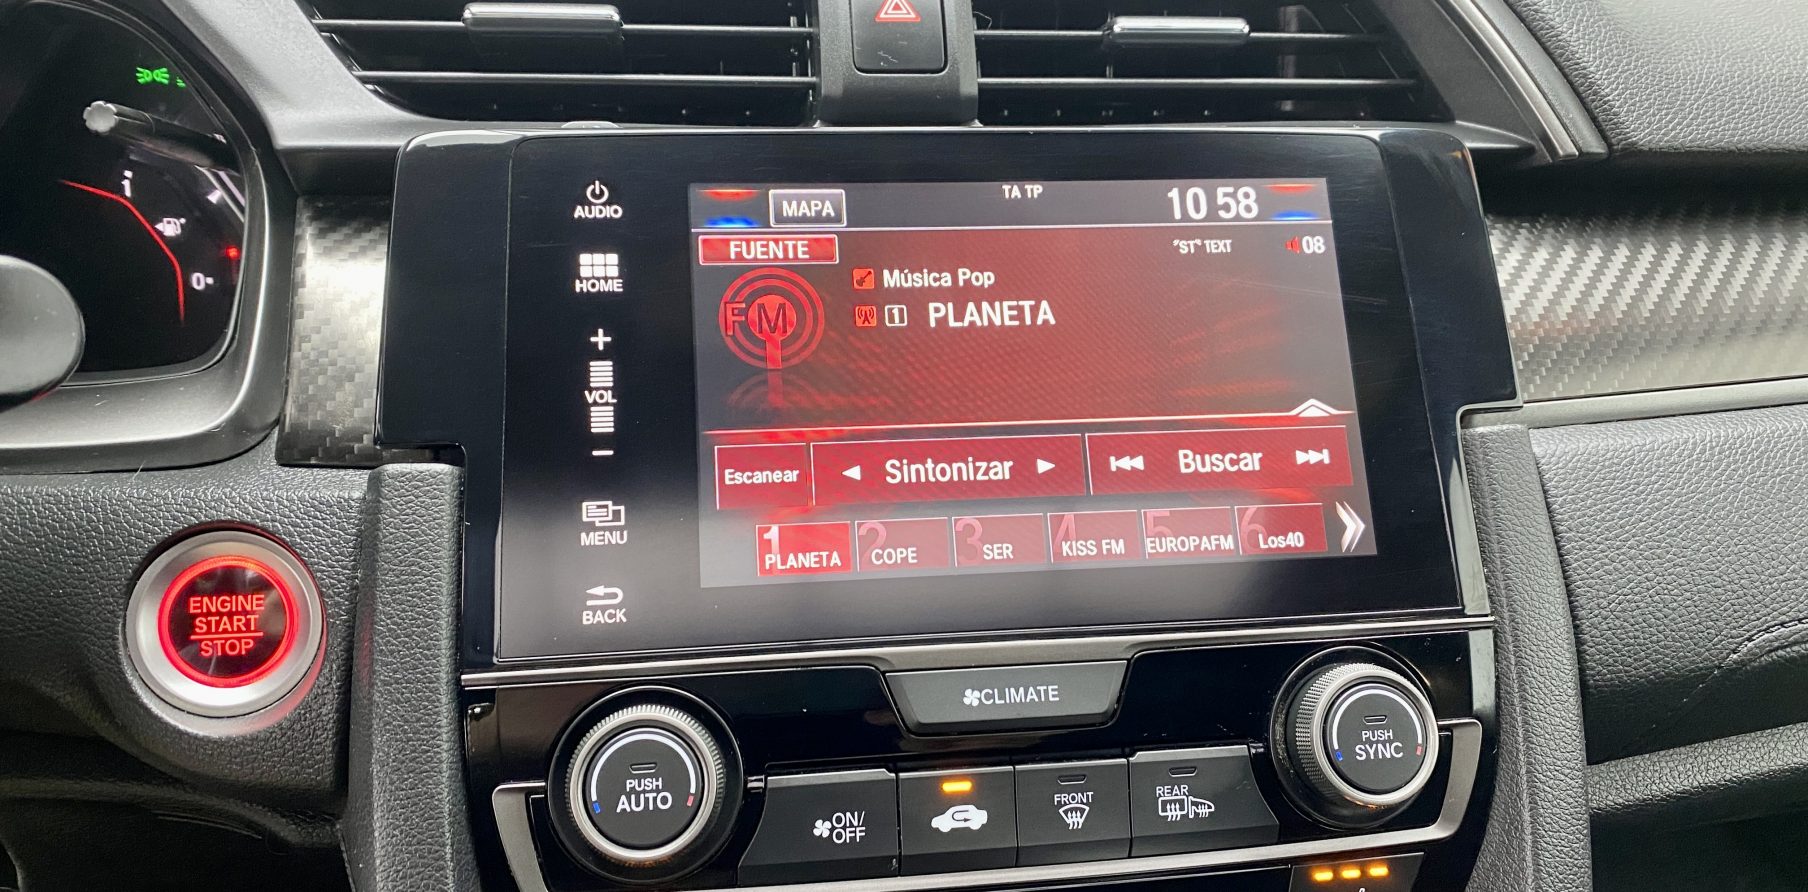 1
0
AUDIO
HOME
+
VOL
−
MENU
BACK
MAPA
TA TP
10 58
FUENTE
"ST" TEXT
08
FM
Música Pop
1 PLANETA
Escanear
Sintonizar
Buscar
1 PLANETA
2 COPE
3 SER
4 KISS FM
5 EUROPAFM
6 Los40
ENGINE
START
STOP
CLIMATE
PUSH
AUTO
ON/
OFF
FRONT
REAR
PUSH
SYNC